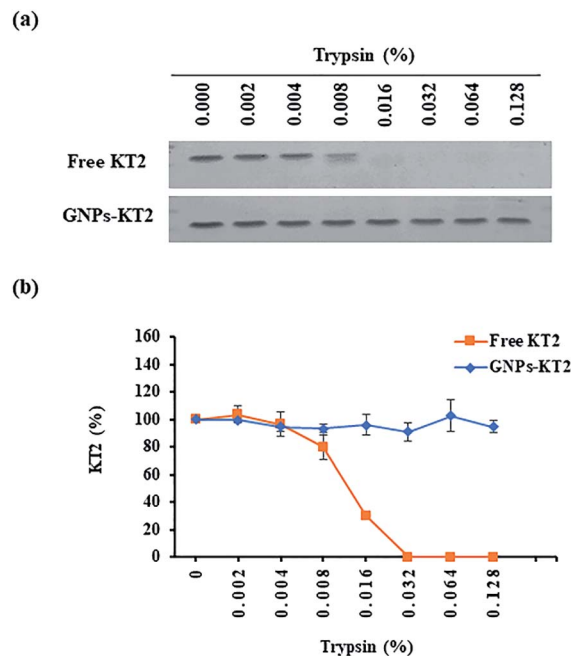 (a)
Trypsin (%)
0.000 0.002 0.004 0.008 0.016 0.032 0.064 0.128
Free KT2
GNPs-KT2
(b)
160
140
120
100
80
60
40
20
0
KT2 (%)
Free KT2
GNPs-KT2
0 0.002 0.004 0.008 0.016 0.032 0.064 0.128
Trypsin (%)